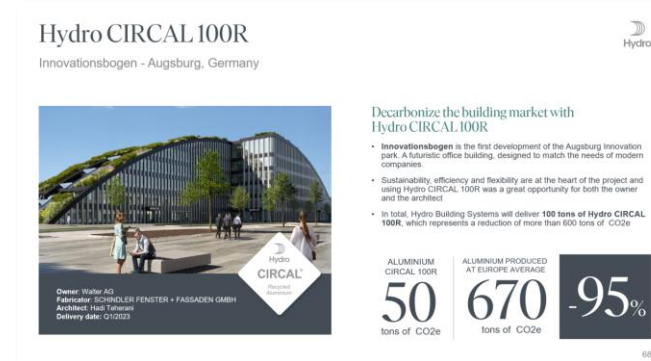 Hydro CIRCAL 100R
Hydro
Innovationsbogen - Augsburg, Germany
Hydro
CIRCAL®
Recycled
Aluminium
Owner: Walter AG
Fabricator: SCHINDLER FENSTER + FASSADEN GMBH
Architect: Hadi Teherani
Delivery date: Q1/2023
Decarbonize the building market with
Hydro CIRCAL 100R
• Innovationsbogen is the first development of the Augsburg Innovation
park. A futuristic office building, designed to match the needs of modern
companies.
• Sustainability, efficiency and flexibility are at the heart of the project and
using Hydro CIRCAL 100R was a great opportunity for both the owner
and the architect
• In total, Hydro Building Systems will deliver 100 tons of Hydro CIRCAL
100R, which represents a reduction of more than 600 tons of CO2e
ALUMINIUM
CIRCAL 100R
50
tons of CO2e
ALUMINIUM PRODUCED
AT EUROPE AVERAGE
670
tons of CO2e
-95%
68